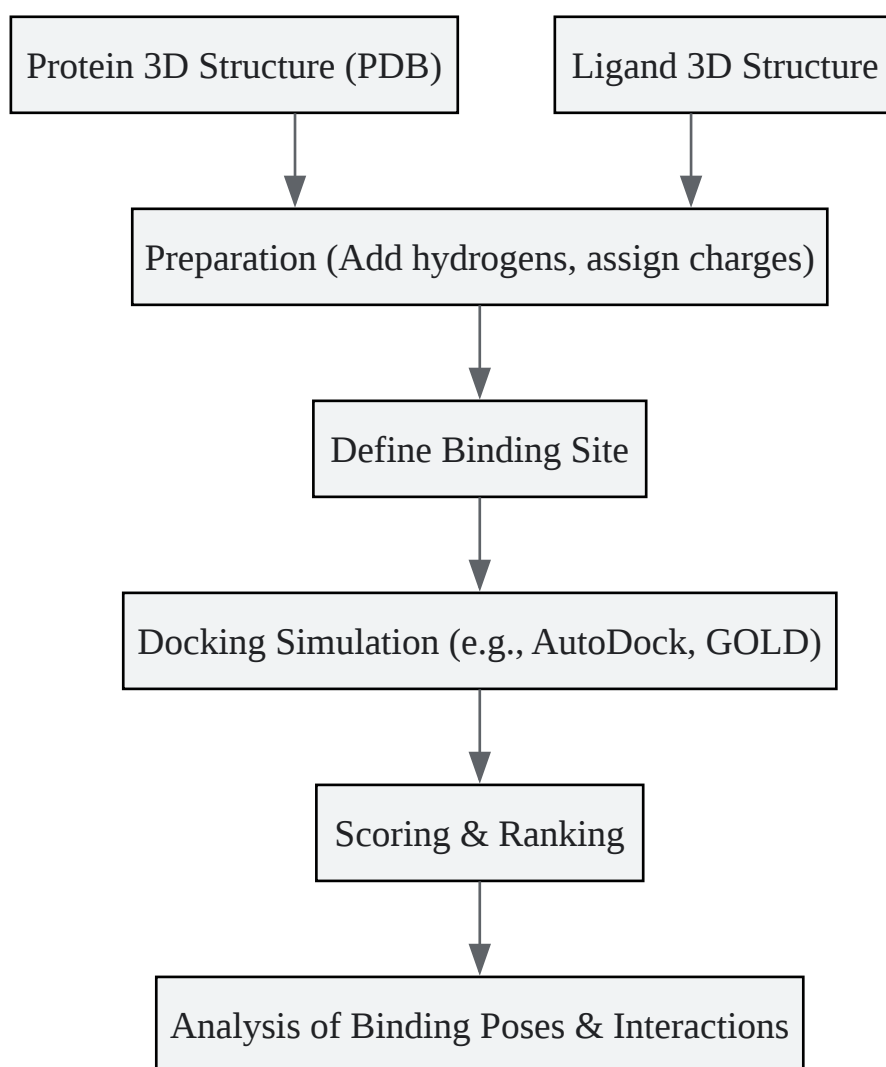 Protein 3D Structure (PDB)
Ligand 3D Structure
Preparation (Add hydrogens, assign charges)
Define Binding Site
Docking Simulation (e.g., AutoDock, GOLD)
Scoring & Ranking
Analysis of Binding Poses & Interactions